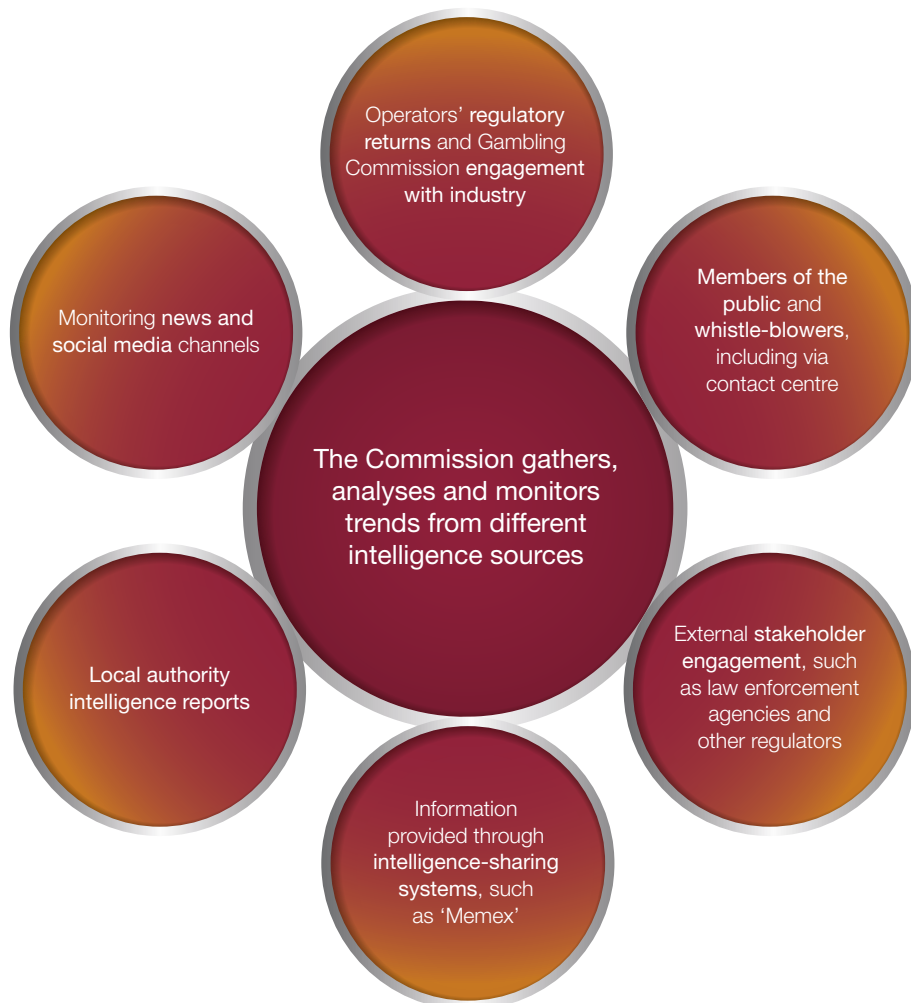 Operators’ regulatory
returns and Gambling
Commission engagement
with industry
Monitoring news and
social media channels
Members of the
public and
whistle-blowers,
including via
contact centre
The Commission gathers,
analyses and monitors
trends from different
intelligence sources
Local authority
intelligence reports
External stakeholder
engagement, such
as law enforcement
agencies and
other regulators
Information
provided through
intelligence-sharing
systems, such
as ‘Memex’